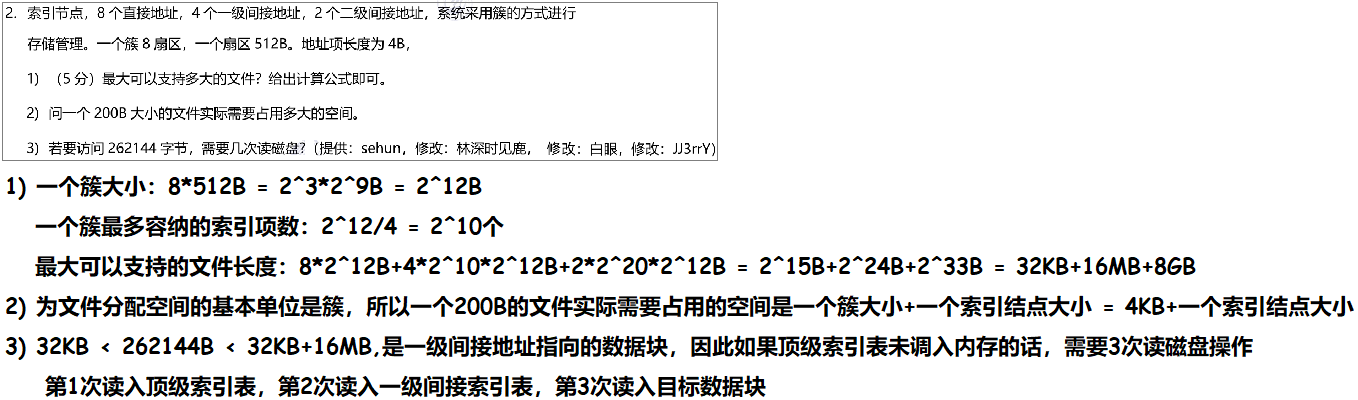 2. 索引节点，8 个直接地址，4 个一级间接地址，2 个二级间接地址，系统采用簇的方式进行
存储管理。一个簇 8 扇区，一个扇区 512B。地址项长度为 4B，
1) （5 分）最大可以支持多大的文件？给出计算公式即可。
2) 问一个 200B 大小的文件实际需要占用多大的空间。
3) 若要访问 262144 字节，需要几次读磁盘？（提供：sehun，修改：林深时见鹿， 修改：白眼，修改：JJ3rrY）
1) 一个簇大小：8*512B = 2^3*2^9B = 2^12B
一个簇最多容纳的索引项数：2^12/4 = 2^10个
最大可以支持的文件长度：8*2^12B+4*2^10*2^12B+2*2^20*2^12B = 2^15B+2^24B+2^33B = 32KB+16MB+8GB
2) 为文件分配空间的基本单位是簇，所以一个200B的文件实际需要占用的空间是一个簇大小+一个索引结点大小 = 4KB+一个索引结点大小
3) 32KB < 262144B < 32KB+16MB,是一级间接地址指向的数据块，因此如果顶级索引表未调入内存的话，需要3次读磁盘操作
第1次读入顶级索引表，第2次读入一级间接索引表，第3次读入目标数据块